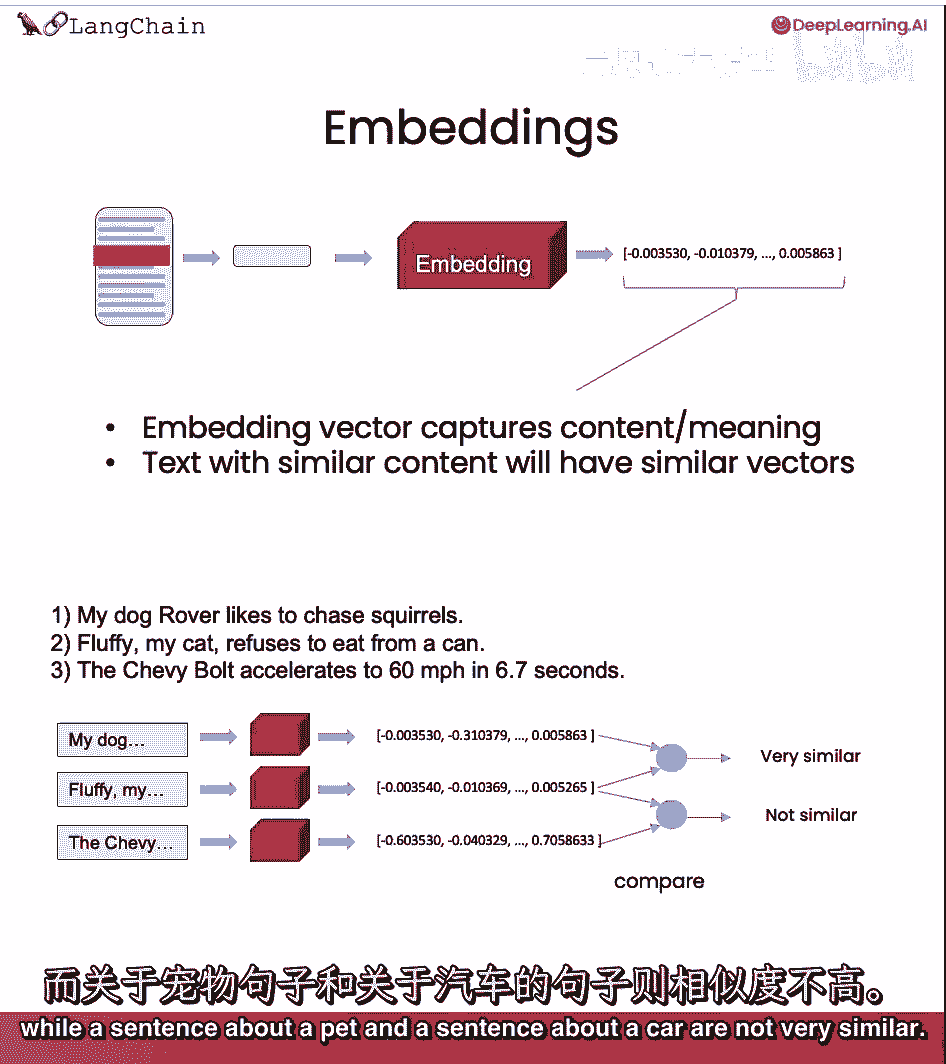 LangChain
DeepLearning.AI
Embeddings
Embedding
[-0.003530, -0.010379, ..., 0.005863 ]
• Embedding vector captures content/meaning
• Text with similar content will have similar vectors
1) My dog Rover likes to chase squirrels.
2) Fluffy, my cat, refuses to eat from a can.
3) The Chevy Bolt accelerates to 60 mph in 6.7 seconds.
My dog...
[-0.003530, -0.310379, ..., 0.005863 ]
Very similar
Fluffy, my...
[-0.003540, -0.010369, ..., 0.005265 ]
Not similar
The Chevy...
[-0.603530, -0.040329, ..., 0.7058633 ]
compare
而关于宠物句子和关于汽车的句子则相似度不高。
while a sentence about a pet and a sentence about a car are not very similar.